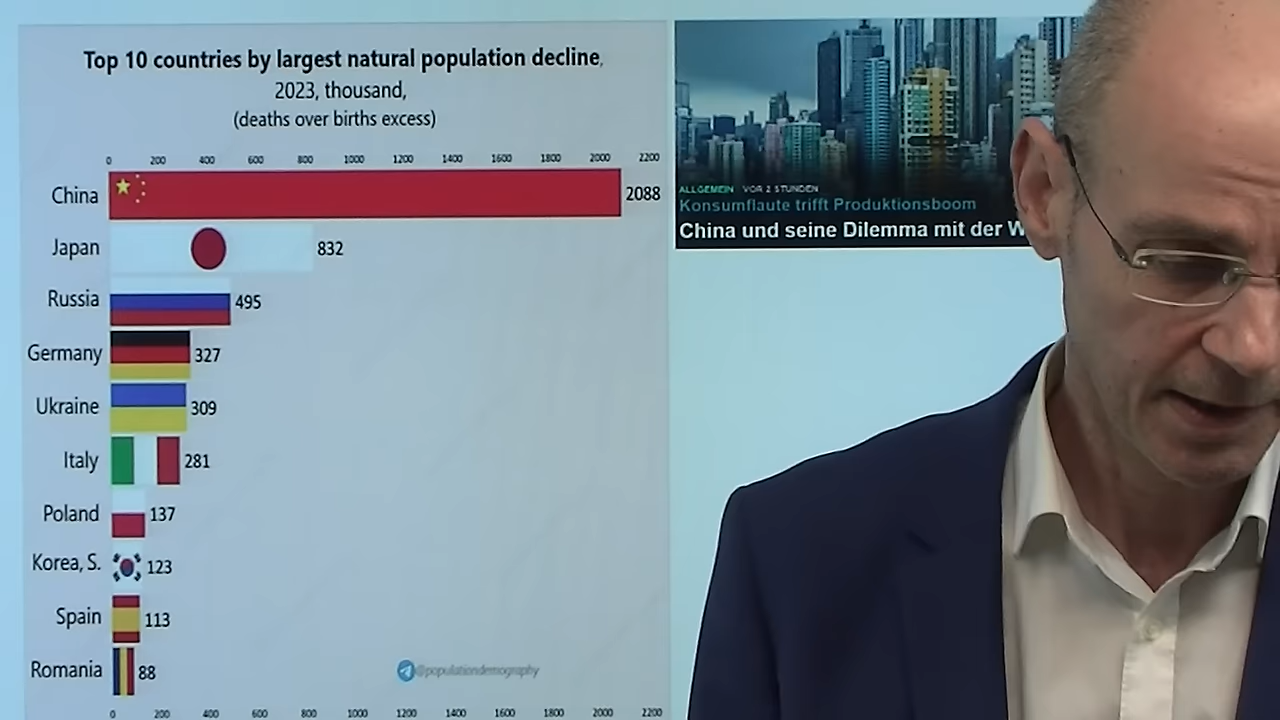 Top 10 countries by largest natural population decline,
2023, thousand,
(deaths over births excess)
0 200 400 600 800 1000 1200 1400 1600 1800 2000 2200
China 2088
Japan 832
Russia 495
Germany 327
Ukraine 309
Italy 281
Poland 137
Korea, S. 123
Spain 113
Romania 88
@populationdemography
0 200 400 600 800 1000 1200 1400 1600 1800 2000 2200
ALLGEMEIN VOR 2 STUNDEN
Konsumflaute trifft Produktionsboom
China und seine Dilemma mit der W